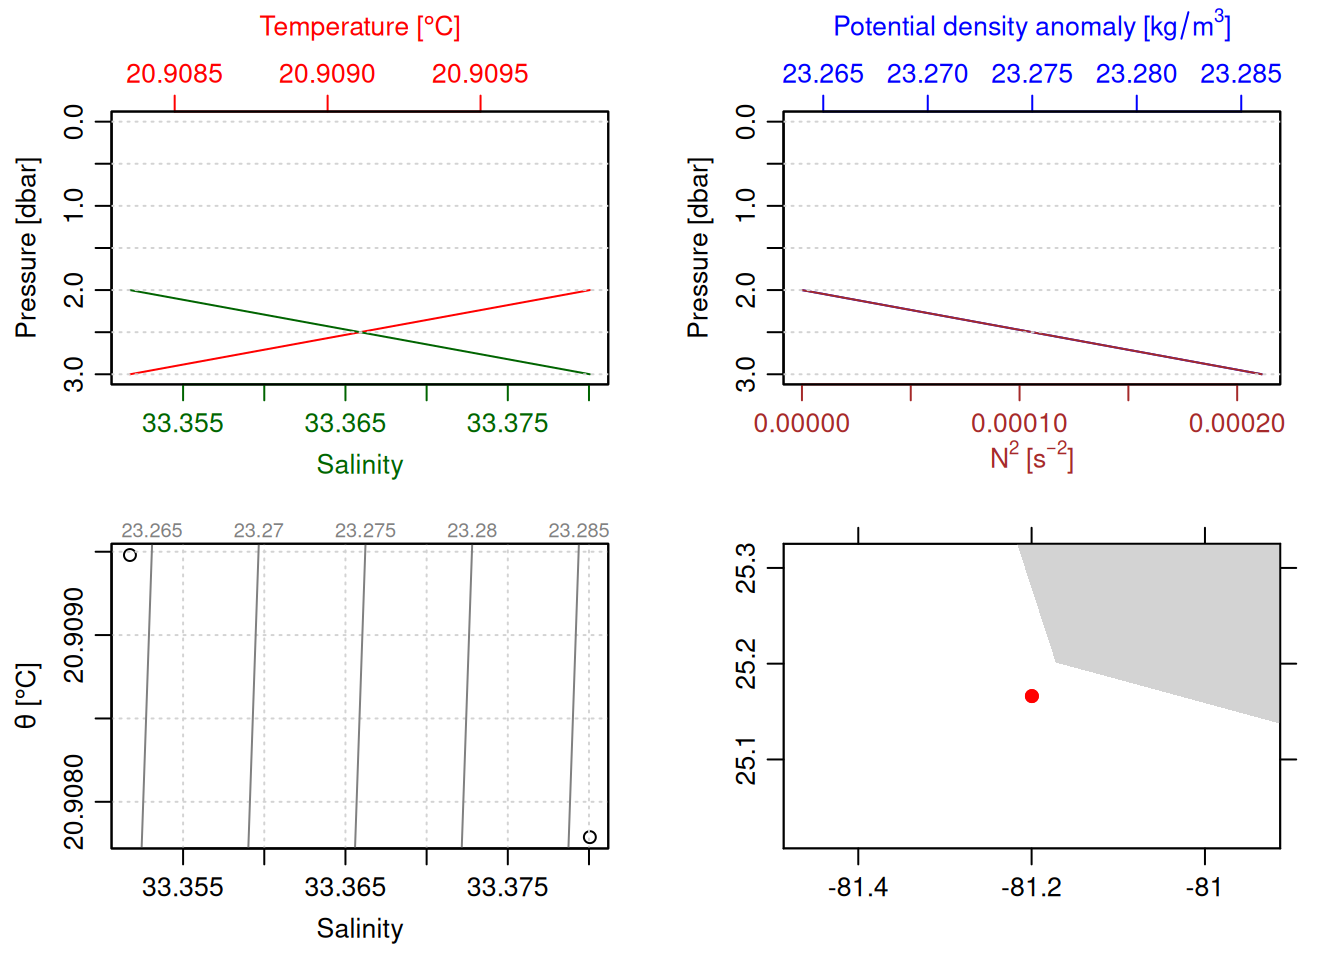 Temperature [°C]
20.9085 20.9090 20.9095
0.0
1.0
2.0
3.0
Pressure [dbar]
33.355 33.365 33.375
Salinity
Potential density anomaly [kg/m³]
23.265 23.270 23.275 23.280 23.285
0.0
1.0
2.0
3.0
Pressure [dbar]
0.00000 0.00010 0.00020
N² [s⁻²]
23.265 23.27 23.275 23.28 23.285
20.9090
20.9080
θ [°C]
33.355 33.365 33.375
Salinity
25.3
25.2
25.1
-81.4 -81.2 -81